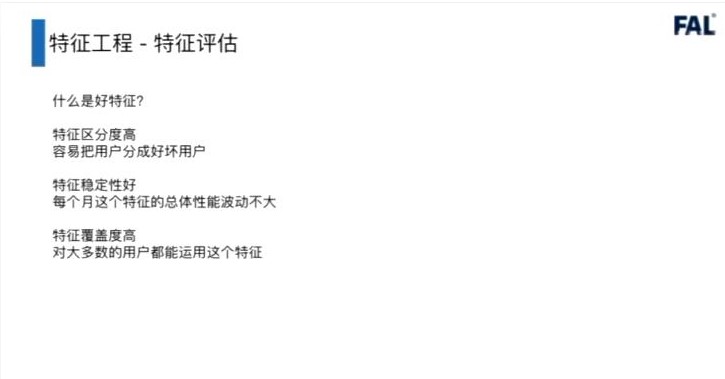 特征工程 - 特征评估
FAL
什么是好特征?
特征区分度高
容易把用户分成好环用户
特征稳定性好
每个月这个特征的总体性能波动不大
特征覆盖度高
对大多数的用户都能运用这个特征